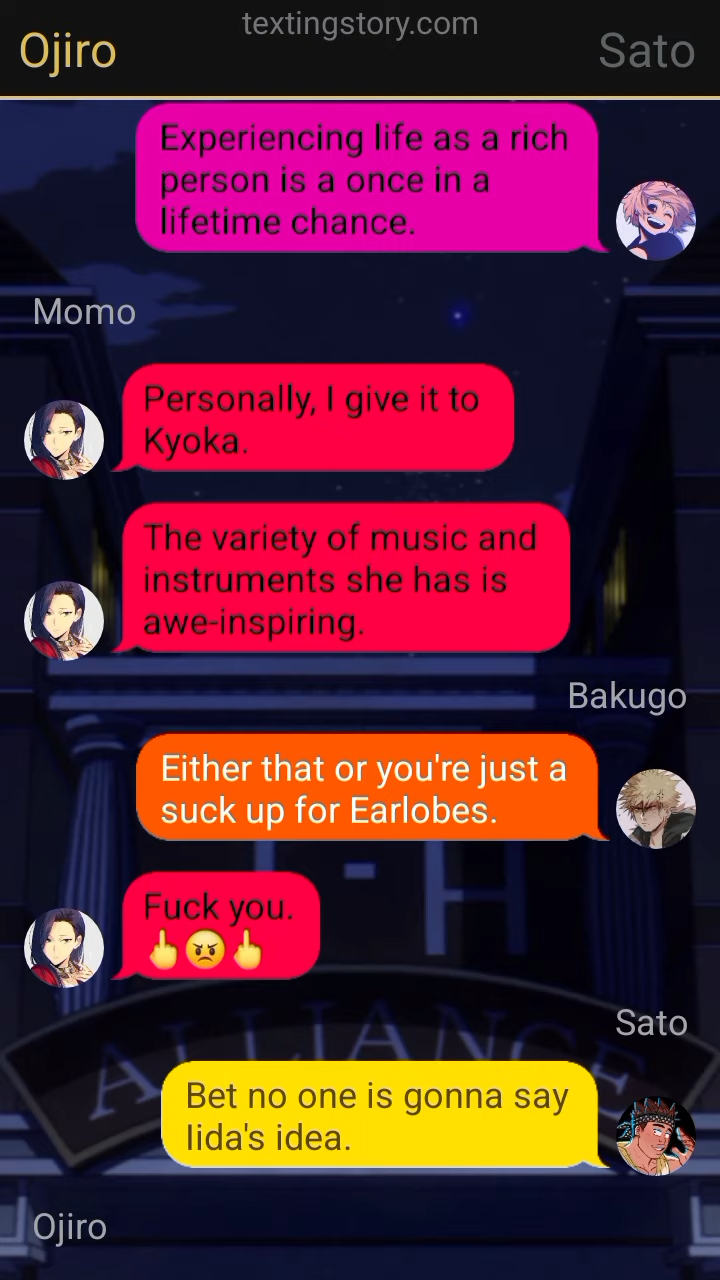 textingstory.com
Ojiro
Sato
Experiencing life as a rich
person is a once in a
lifetime chance.
Momo
Personally, I give it to
Kyoka.
The variety of music and
instruments she has is
awe-inspiring.
Bakugo
Either that or you're just a
suck up for Earlobes.
Fuck you.
🖕😠🖕
Sato
ALLIANCE
Bet no one is gonna say
Iida's idea.
Ojiro